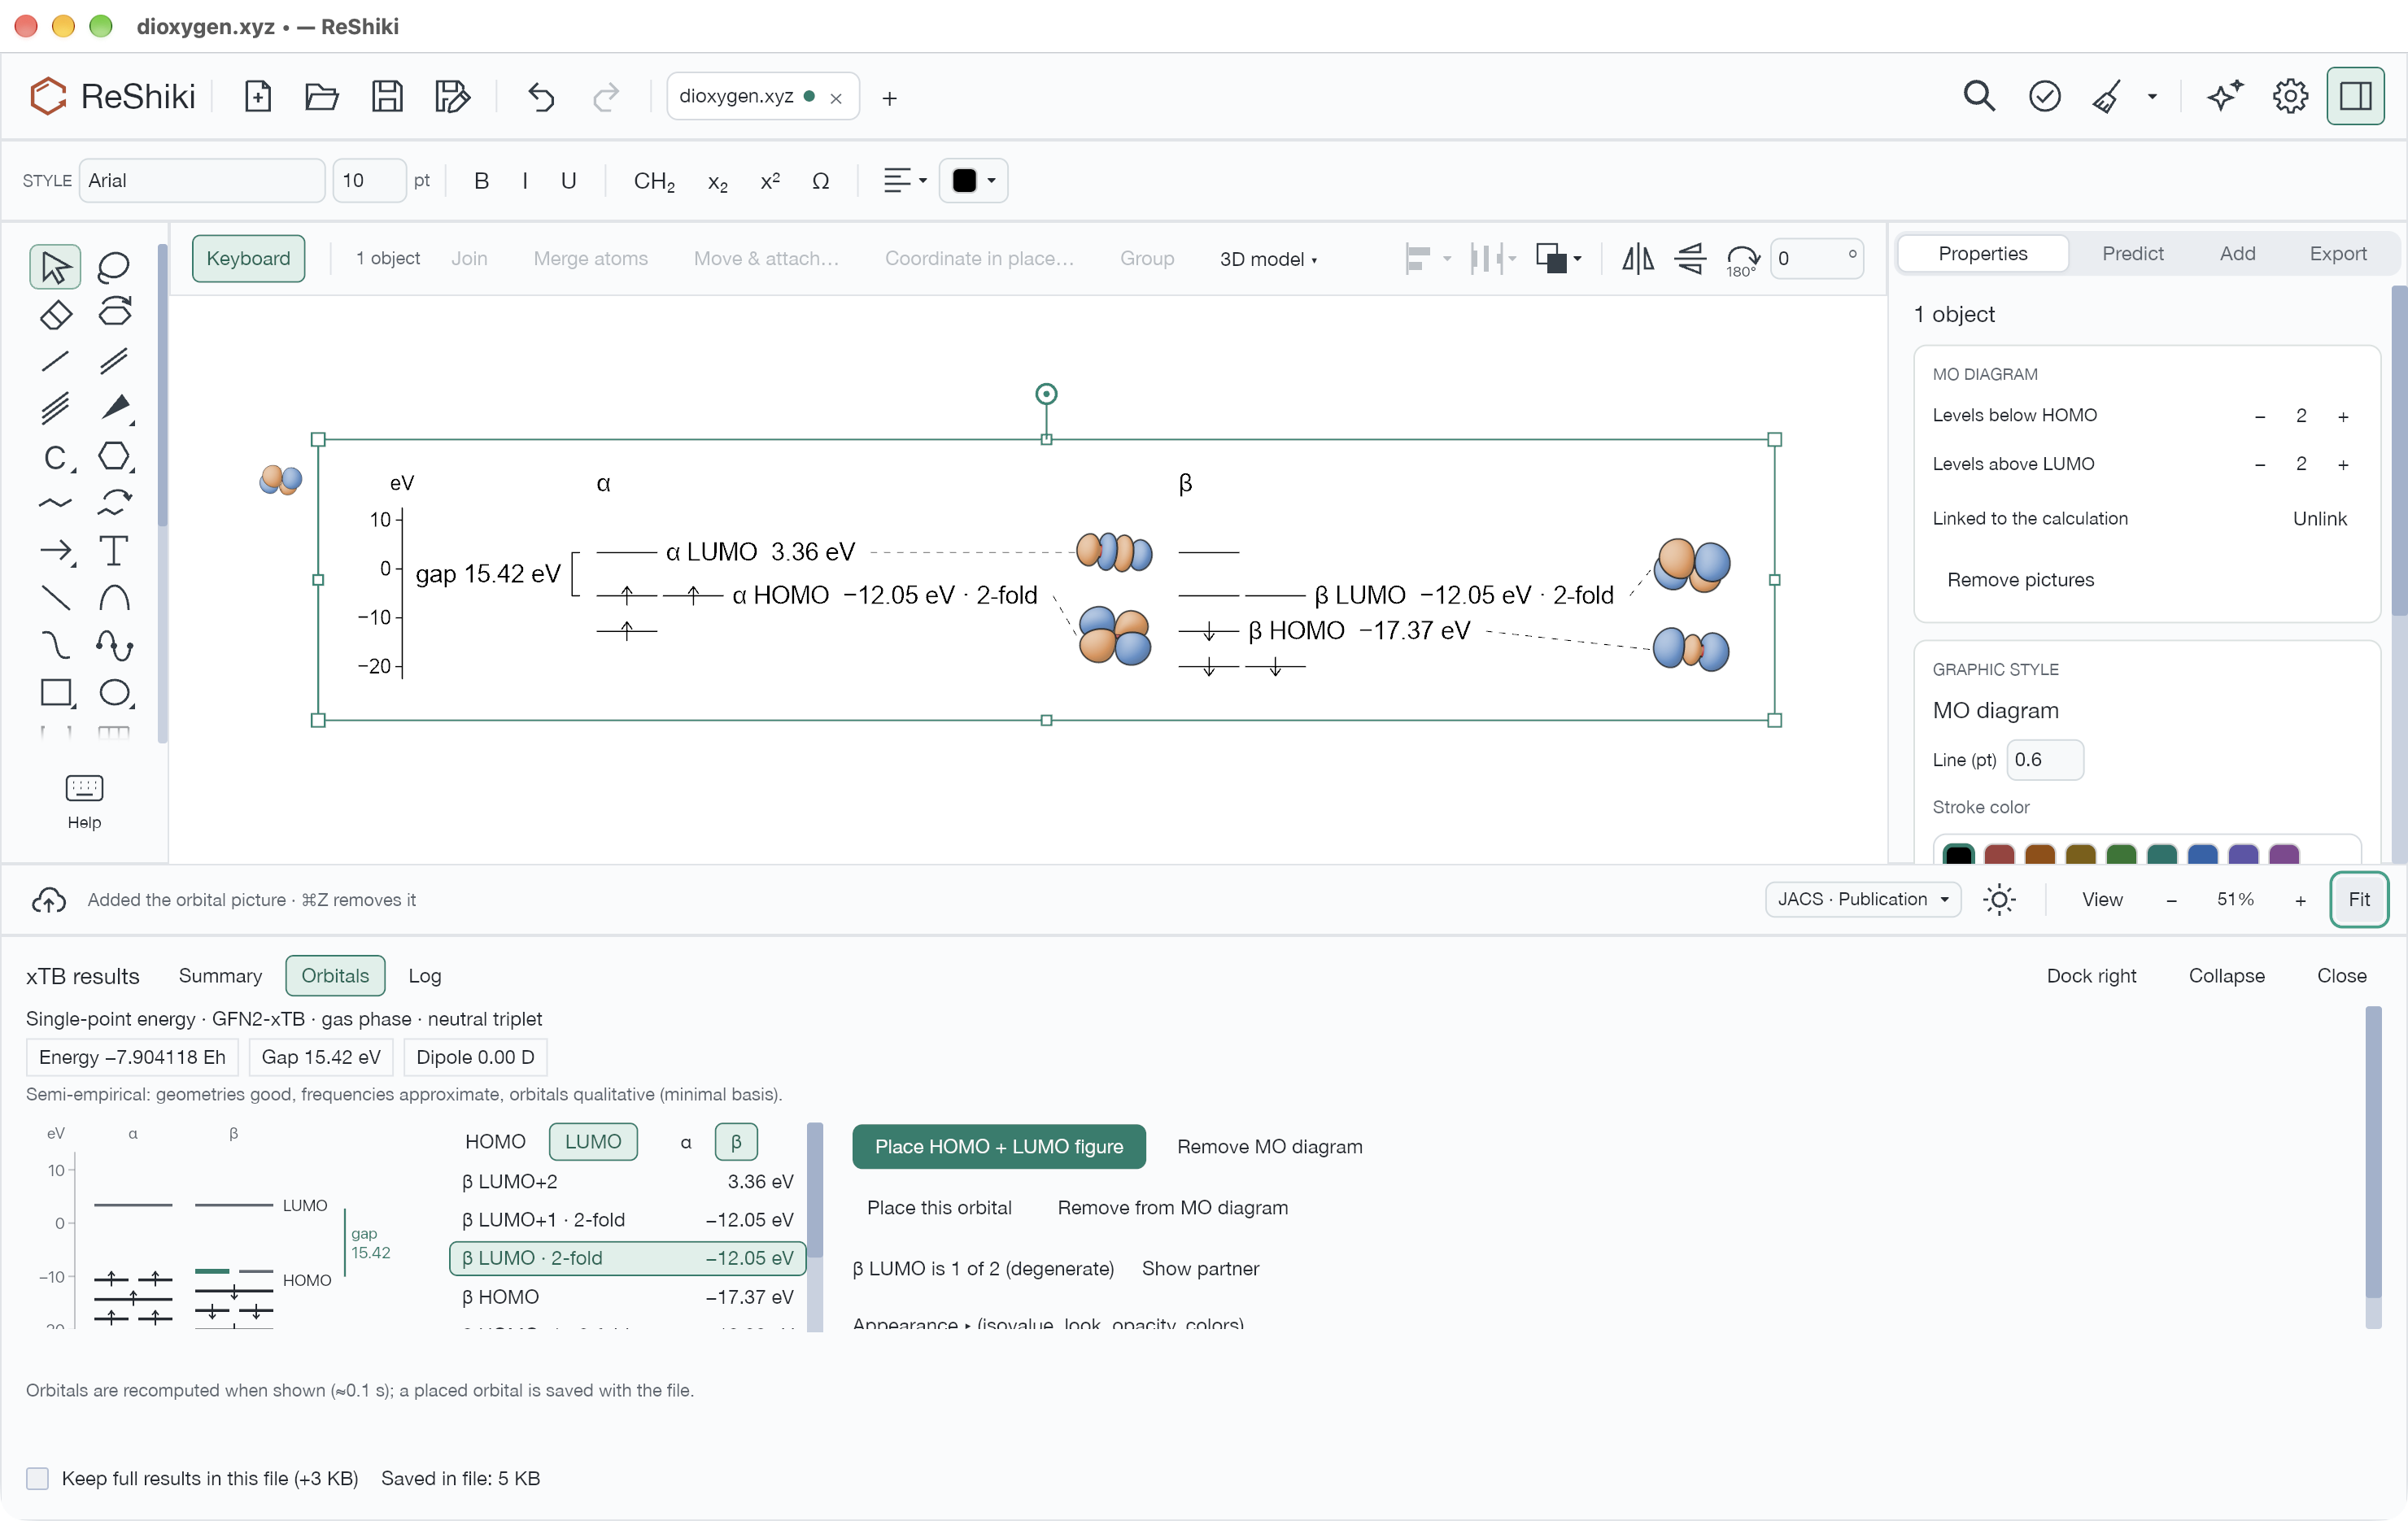 dioxygen.xyz • — ReShiki
ReShiki
dioxygen.xyz
STYLE Arial 10 pt B I U CH₂ x₂ x² Ω
Keyboard 1 object Join Merge atoms Move & attach... Coordinate in place... Group 3D model 180° 0 °
Properties Predict Add Export
1 object
MO DIAGRAM
Levels below HOMO − 2 +
Levels above LUMO − 2 +
Linked to the calculation Unlink
Remove pictures
GRAPHIC STYLE
MO diagram
Line (pt) 0.6
Stroke color
C
T
Help
eV α β
10
0
−10
−20
gap 15.42 eV
α LUMO 3.36 eV
α HOMO −12.05 eV · 2-fold
β LUMO −12.05 eV · 2-fold
β HOMO −17.37 eV
Added the orbital picture · ⌘Z removes it
JACS · Publication View − 51% + Fit
xTB results Summary Orbitals Log Dock right Collapse Close
Single-point energy · GFN2-xTB · gas phase · neutral triplet
Energy −7.904118 Eh Gap 15.42 eV Dipole 0.00 D
Semi-empirical: geometries good, frequencies approximate, orbitals qualitative (minimal basis).
eV α β
10
0
−10
LUMO
gap
15.42
HOMO
HOMO LUMO α β
β LUMO+2 3.36 eV
β LUMO+1 · 2-fold −12.05 eV
β LUMO · 2-fold −12.05 eV
β HOMO −17.37 eV
Place HOMO + LUMO figure Remove MO diagram
Place this orbital Remove from MO diagram
β LUMO is 1 of 2 (degenerate) Show partner
Appearance ▸ (isovalue, look, opacity, colors)
Orbitals are recomputed when shown (≈0.1 s); a placed orbital is saved with the file.
Keep full results in this file (+3 KB) Saved in file: 5 KB